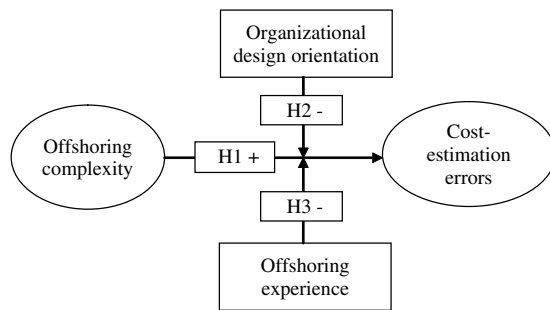 Organizational
design orientation
H2 -
Offshoring
complexity
H1 +
Cost-
estimation
errors
H3 -
Offshoring
experience